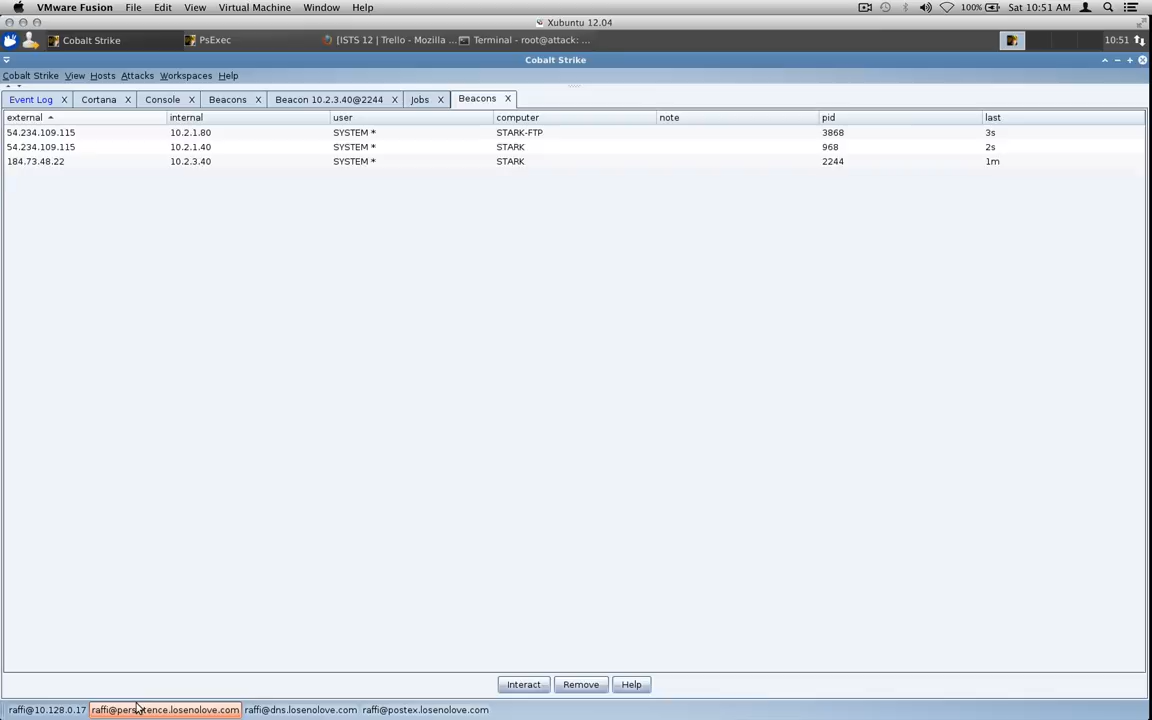 VMware Fusion File Edit View Virtual Machine Window Help 100% Sat 10:51 AM
Xubuntu 12.04
Cobalt Strike PsExec [ISTS 12 | Trello - Mozilla ... Terminal - root@attack: ... 10:51
Cobalt Strike
Cobalt Strike View Hosts Attacks Workspaces Help
Event Log X Cortana X Console X Beacons X Beacon 10.2.3.40@2244 X Jobs X Beacons X
external internal user computer note pid last
54.234.109.115 10.2.1.80 SYSTEM * STARK-FTP 3868 3s
54.234.109.115 10.2.1.40 SYSTEM * STARK 968 2s
184.73.48.22 10.2.3.40 SYSTEM * STARK 2244 1m
Interact Remove Help
raffi@10.128.0.17 raffi@persistence.losenolove.com raffi@dns.losenolove.com raffi@postex.losenolove.com